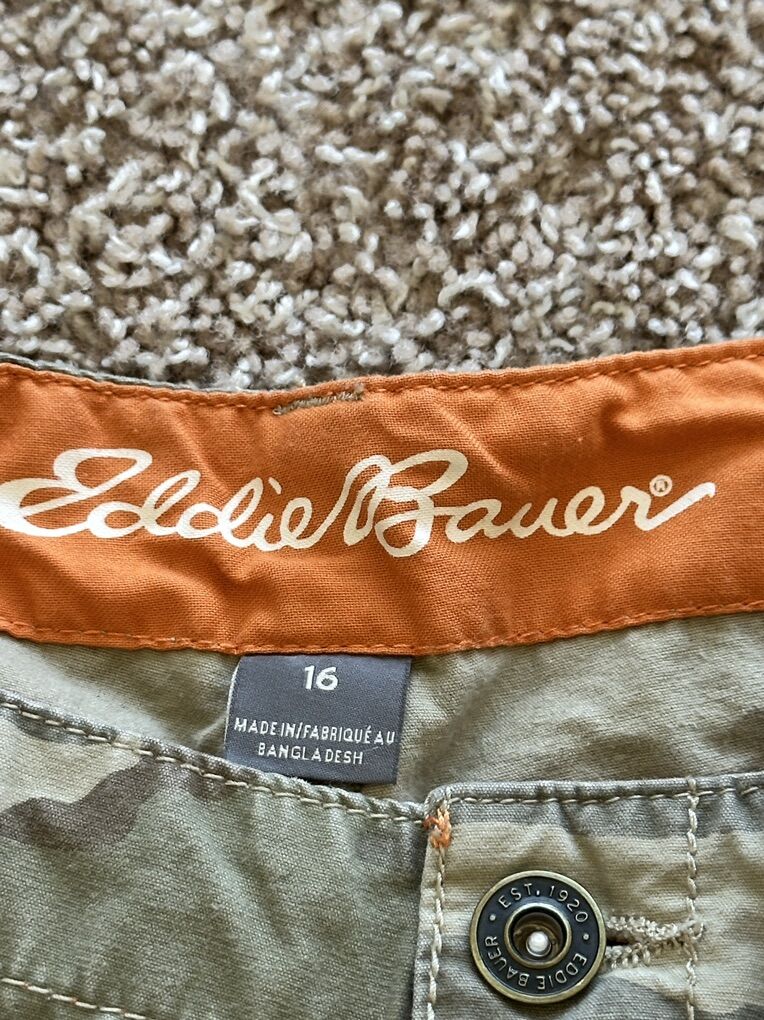 Eddie Bauer®
16
MADE IN/FABRIQUÉ AU
BANGLADESH
EST. 1920
• EDDIE BAUER •